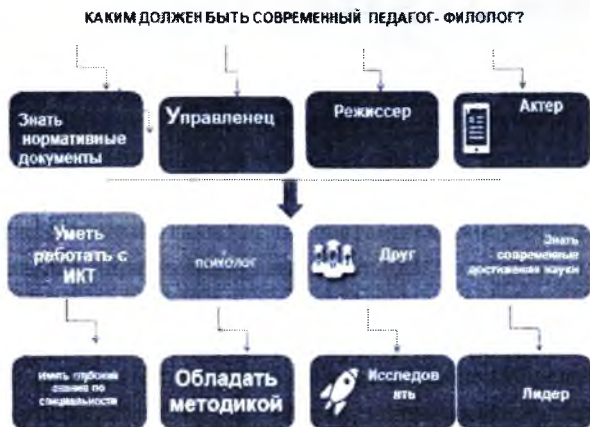 КАКИМ ДОЛЖЕН БЫТЬ СОВРЕМЕННЫЙ ПЕДАГОГ- ФИЛОЛОГ?
Знать
нормативные
документы
Управленец
Режиссер
Актер
Уметь
работать с
ИКТ
психолог
Друг
Знать
современные
достижения науки
Иметь глубокие
знания по
специальности
Обладать
методикой
Исследов
ять
Лидер